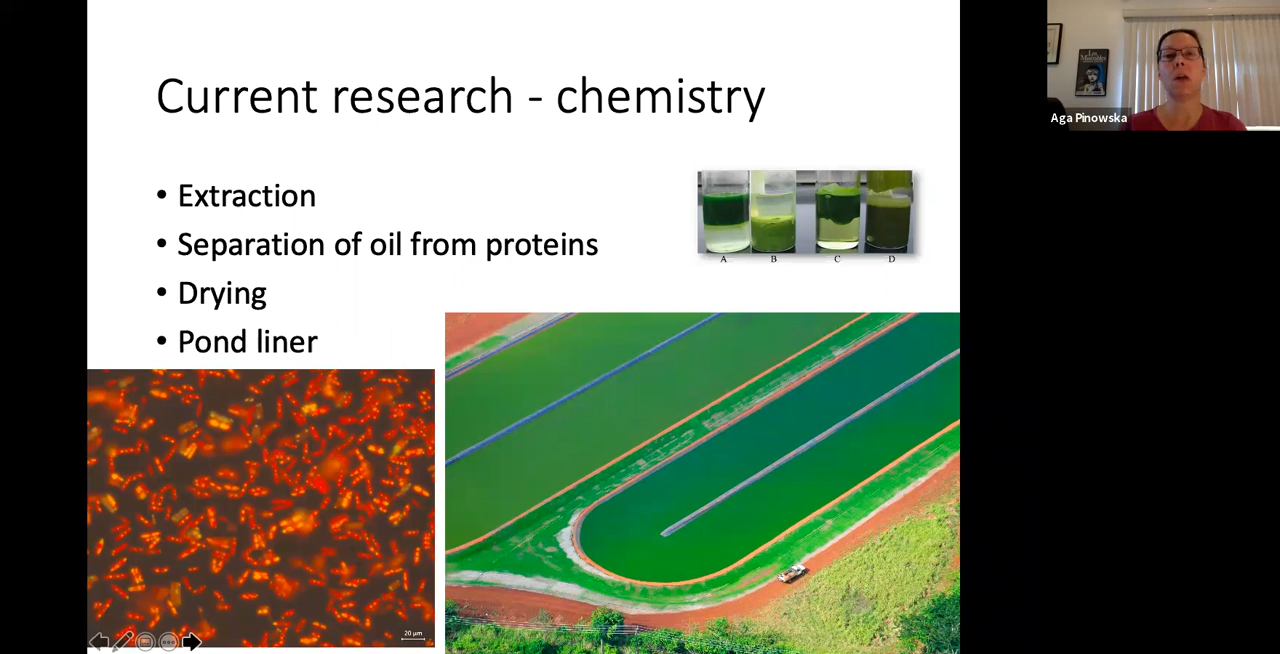 Current research - chemistry
• Extraction
• Separation of oil from proteins
• Drying
• Pond liner
A
B
C
D
20 µm
Aga Pinowska